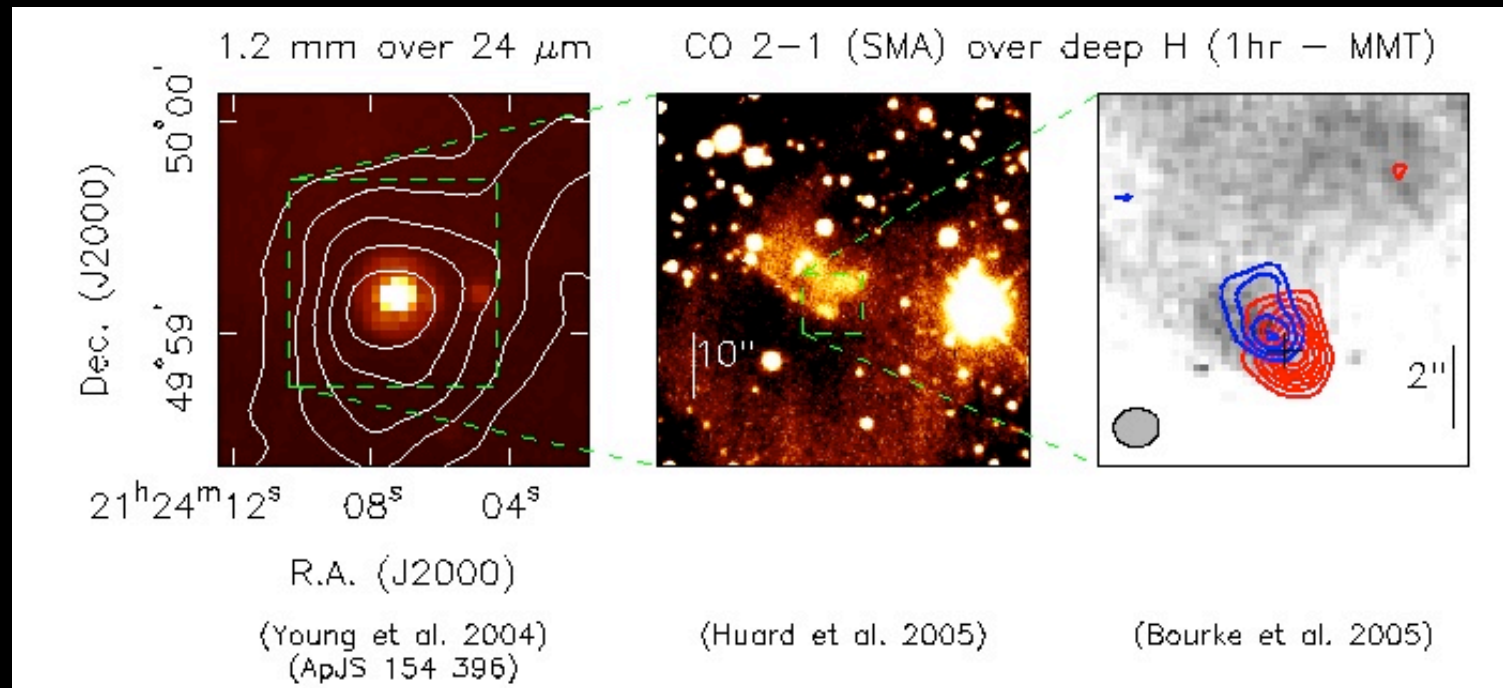 1.2 mm over 24 μm
CO 2-1 (SMA) over deep H (1hr - MMT)
Dec. (J2000)
50°00'
49°59'
10"
2"
21h24m12s 08s 04s
R.A. (J2000)
(Young et al. 2004)
(ApJS 154 396)
(Huard et al. 2005)
(Bourke et al. 2005)